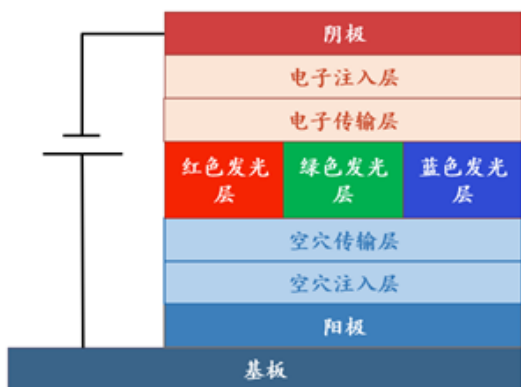 阴极
电子注入层
电子传输层
红色发光
层
绿色发光
层
蓝色发光
层
空穴传输层
空穴注入层
阳极
基板